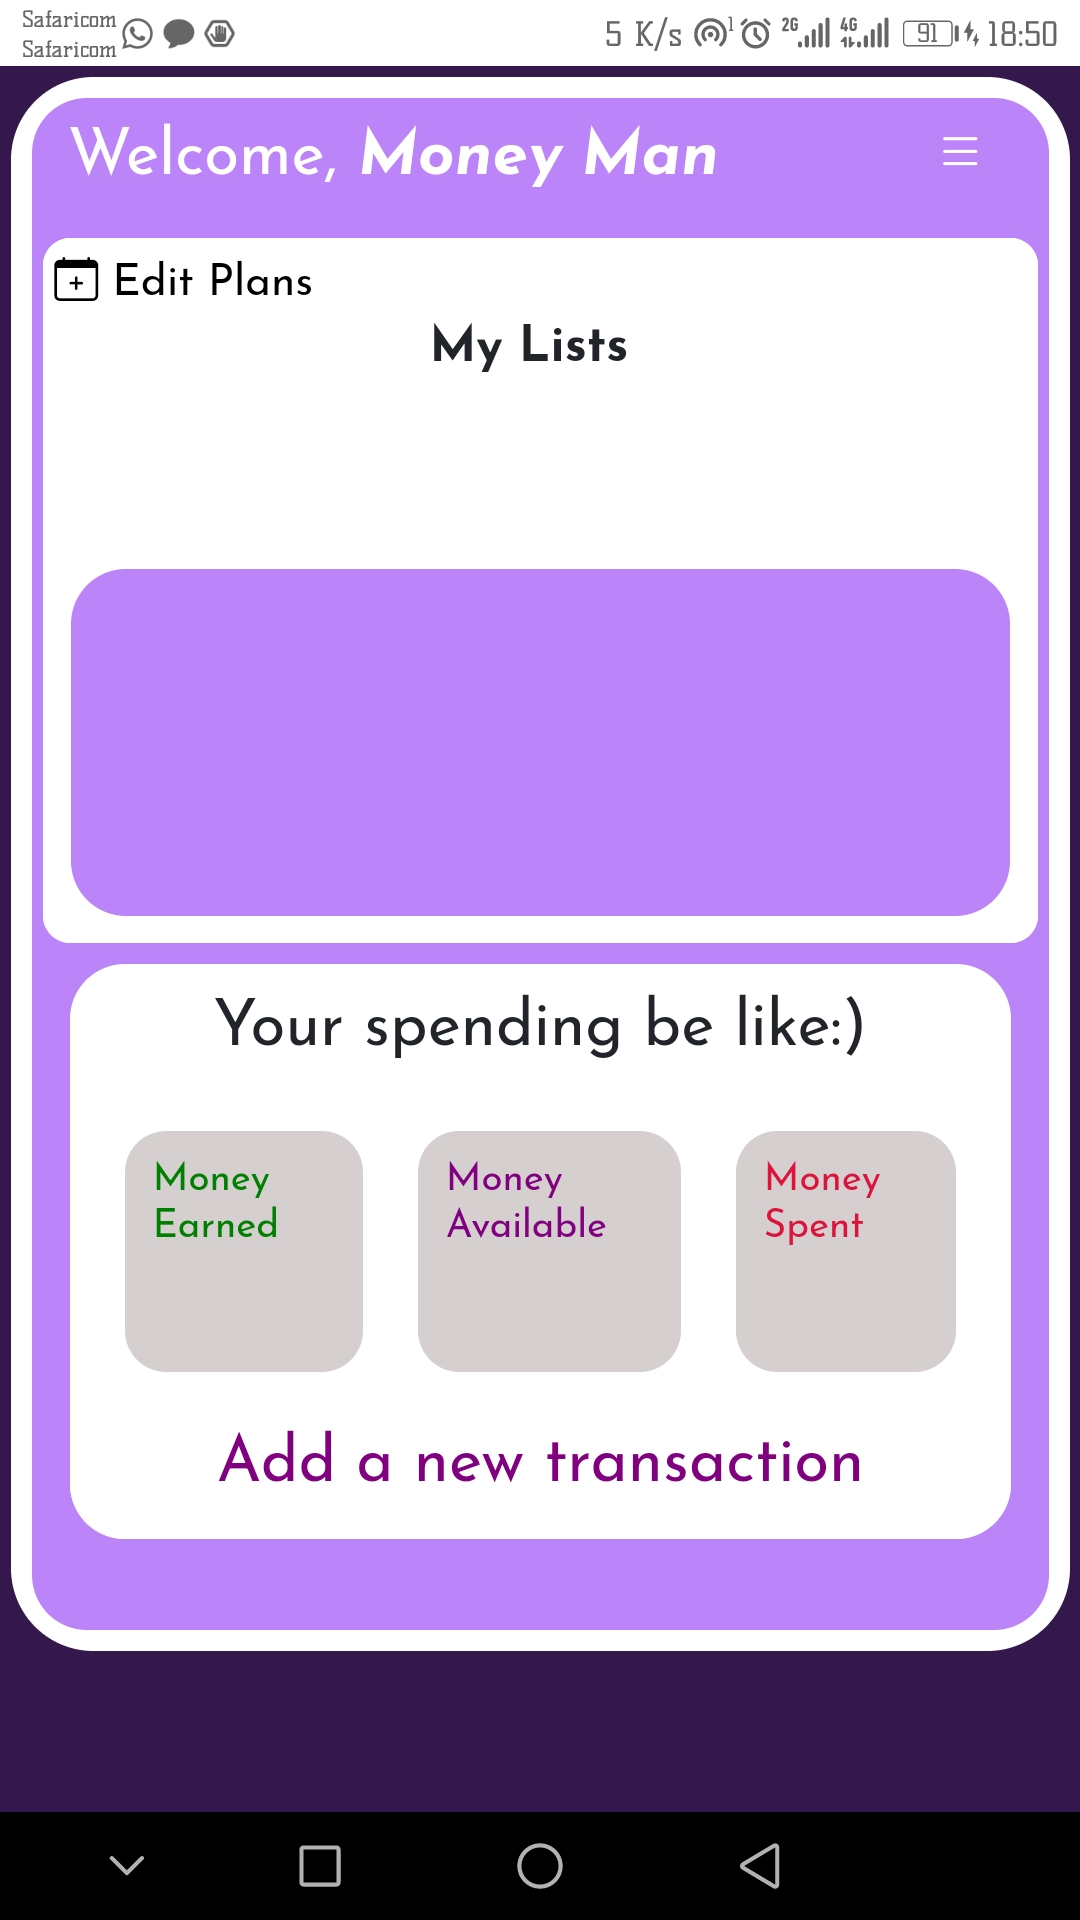 Safaricom
Safaricom
5 K/s 1 2G 4G 91 18:50
Welcome, Money Man
Edit Plans
My Lists
Your spending be like:)
Money
Earned
Money
Available
Money
Spent
Add a new transaction